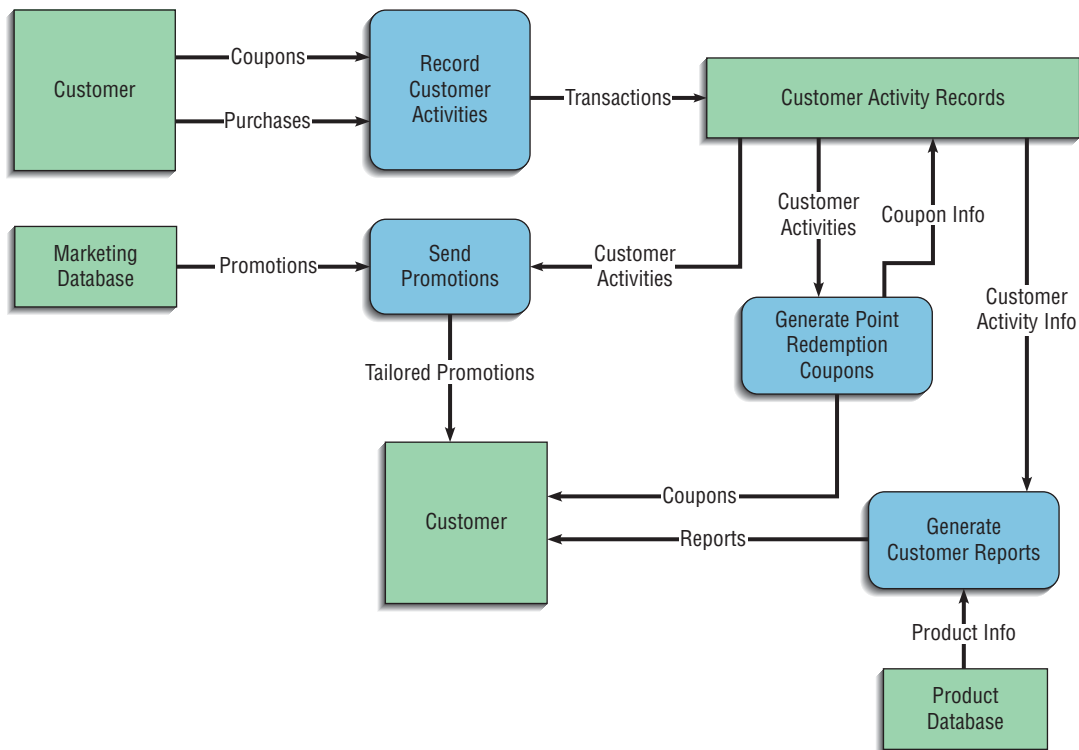 Customer
Coupons
Purchases
Record
Customer
Activities
Transactions
Customer Activity Records
Marketing
Database
Promotions
Send
Promotions
Customer
Activities
Customer
Activities
Coupon Info
Customer
Activity Info
Generate Point
Redemption
Coupons
Tailored Promotions
Customer
Coupons
Reports
Generate
Customer Reports
Product Info
Product
Database